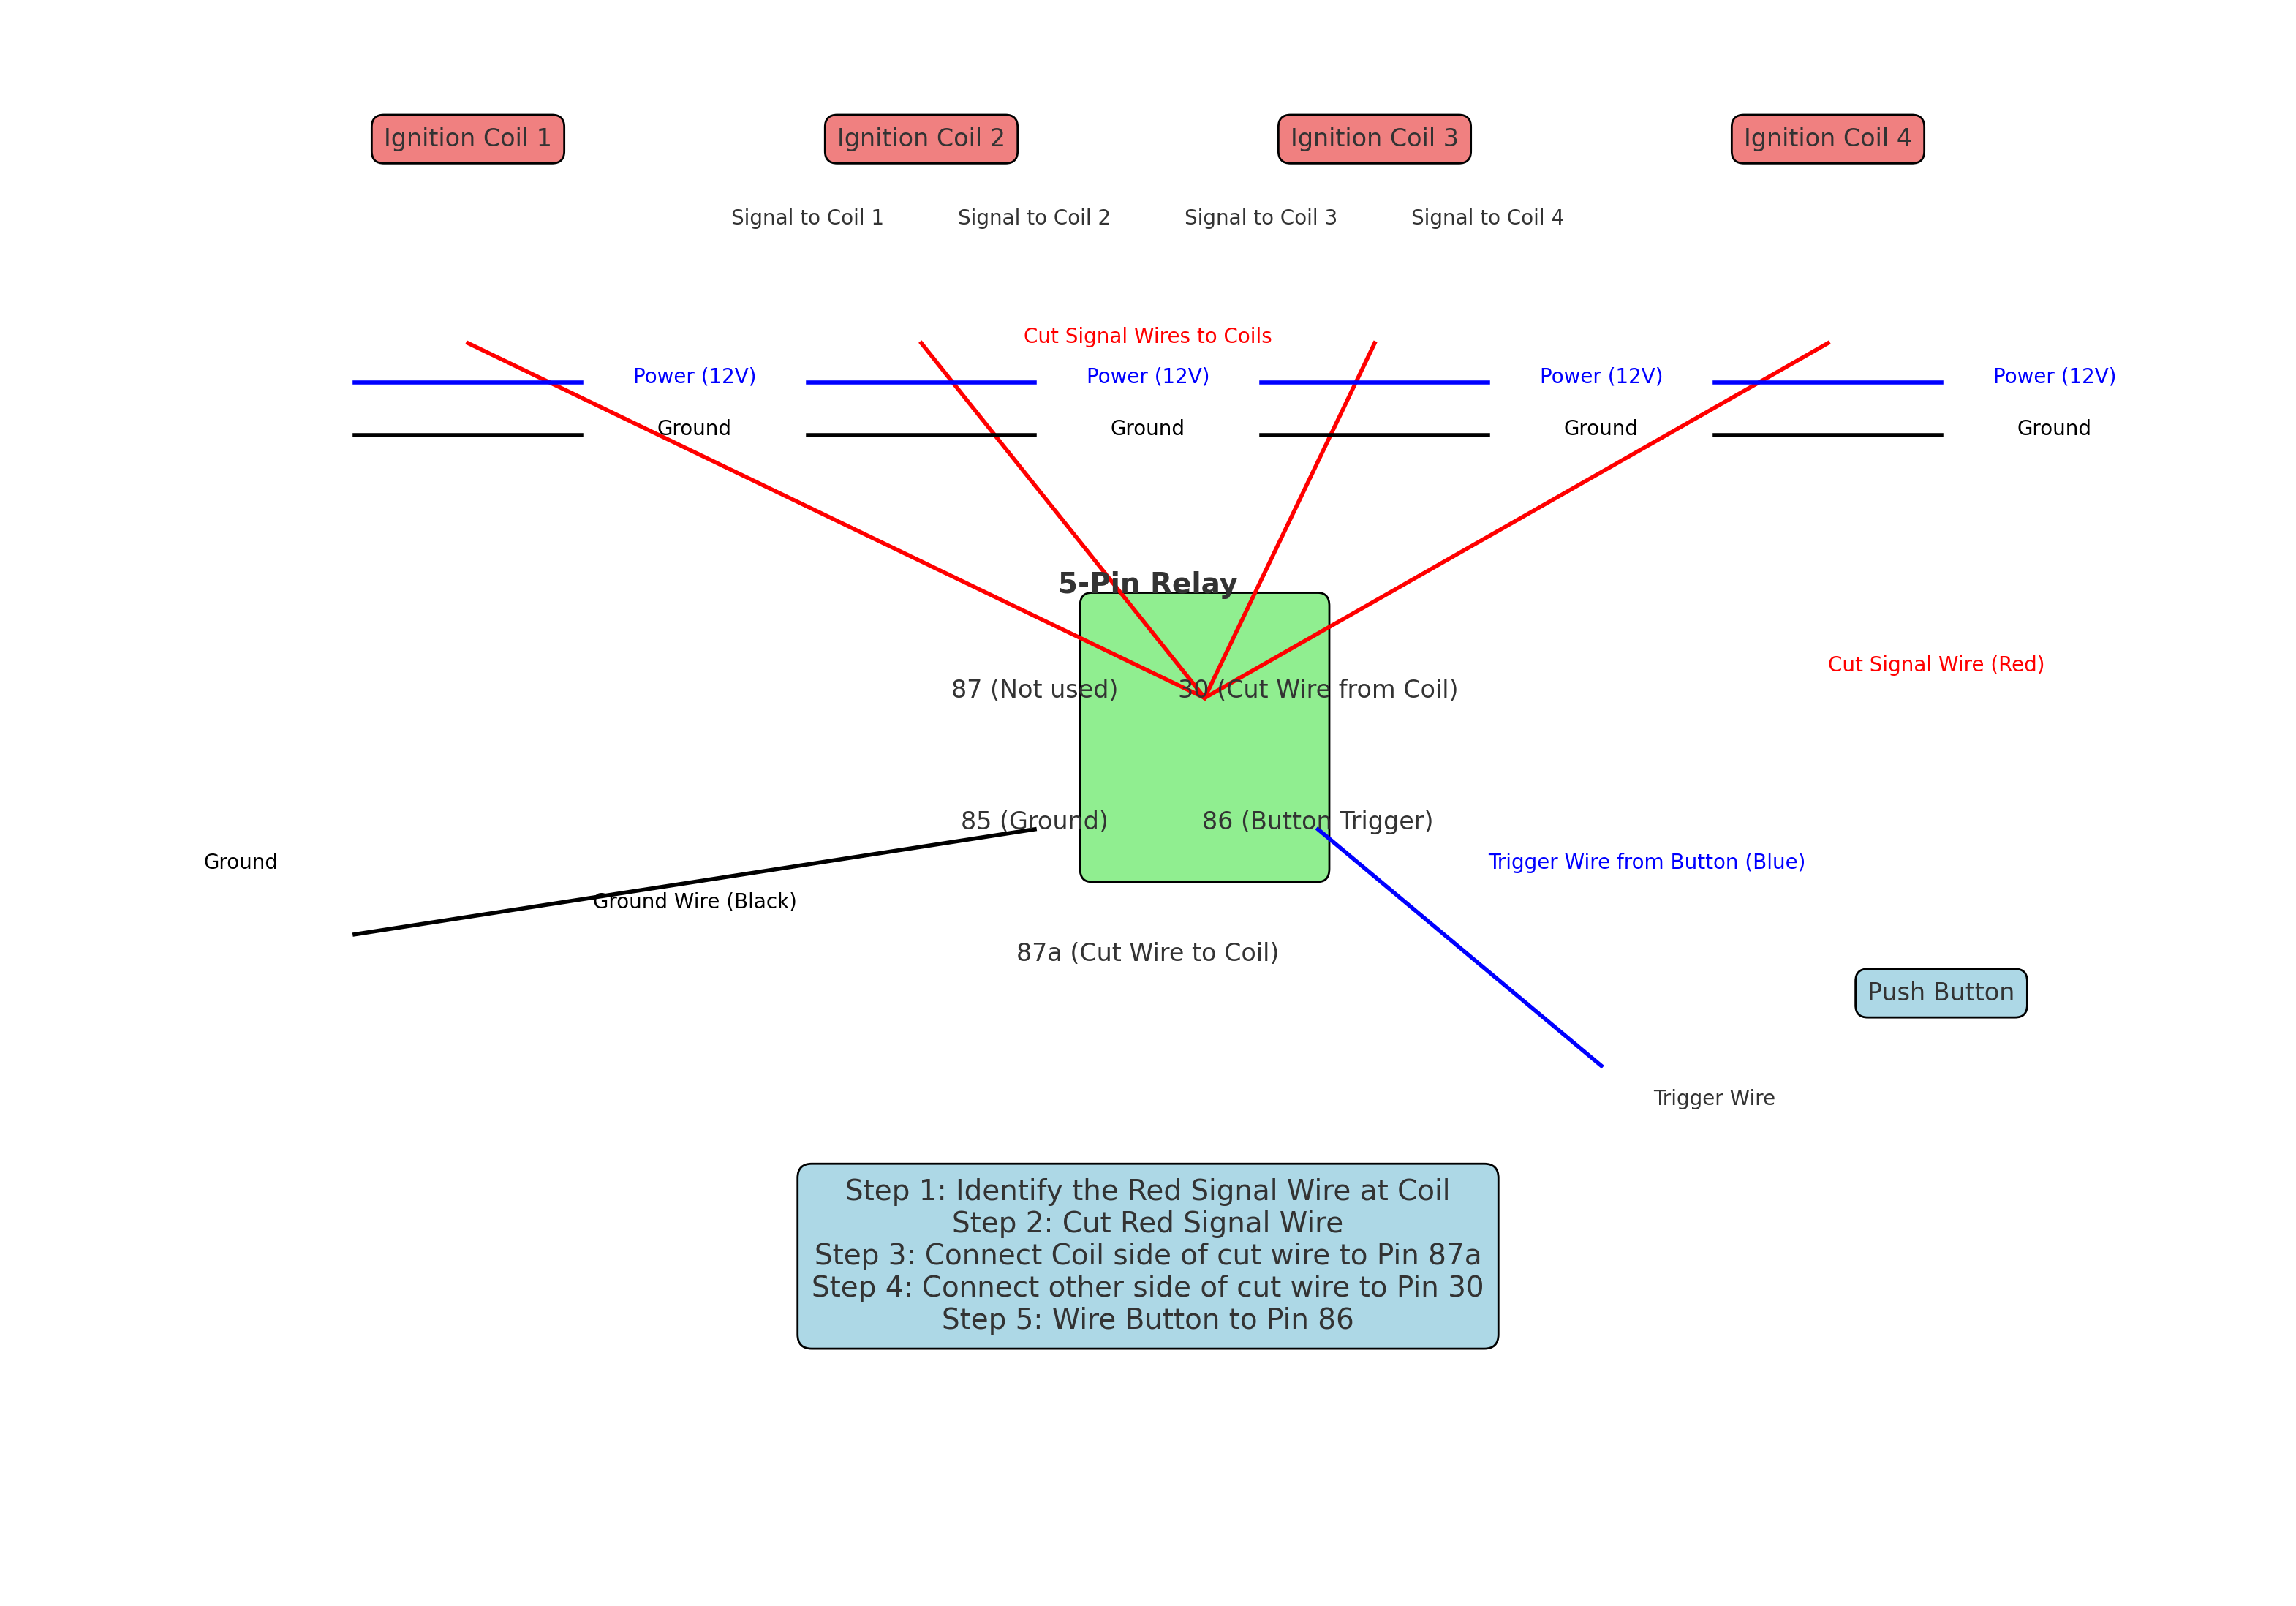 Ignition Coil 1
Ignition Coil 2
Ignition Coil 3
Ignition Coil 4
Signal to Coil 1
Signal to Coil 2
Signal to Coil 3
Signal to Coil 4
Cut Signal Wires to Coils
Power (12V)
Power (12V)
Power (12V)
Power (12V)
Ground
Ground
Ground
Ground
5-Pin Relay
Cut Signal Wire (Red)
87 (Not used)
30 (Cut Wire from Coil)
85 (Ground)
86 (Button Trigger)
Ground
Trigger Wire from Button (Blue)
Ground Wire (Black)
87a (Cut Wire to Coil)
Push Button
Trigger Wire
Step 1: Identify the Red Signal Wire at Coil
Step 2: Cut Red Signal Wire
Step 3: Connect Coil side of cut wire to Pin 87a
Step 4: Connect other side of cut wire to Pin 30
Step 5: Wire Button to Pin 86